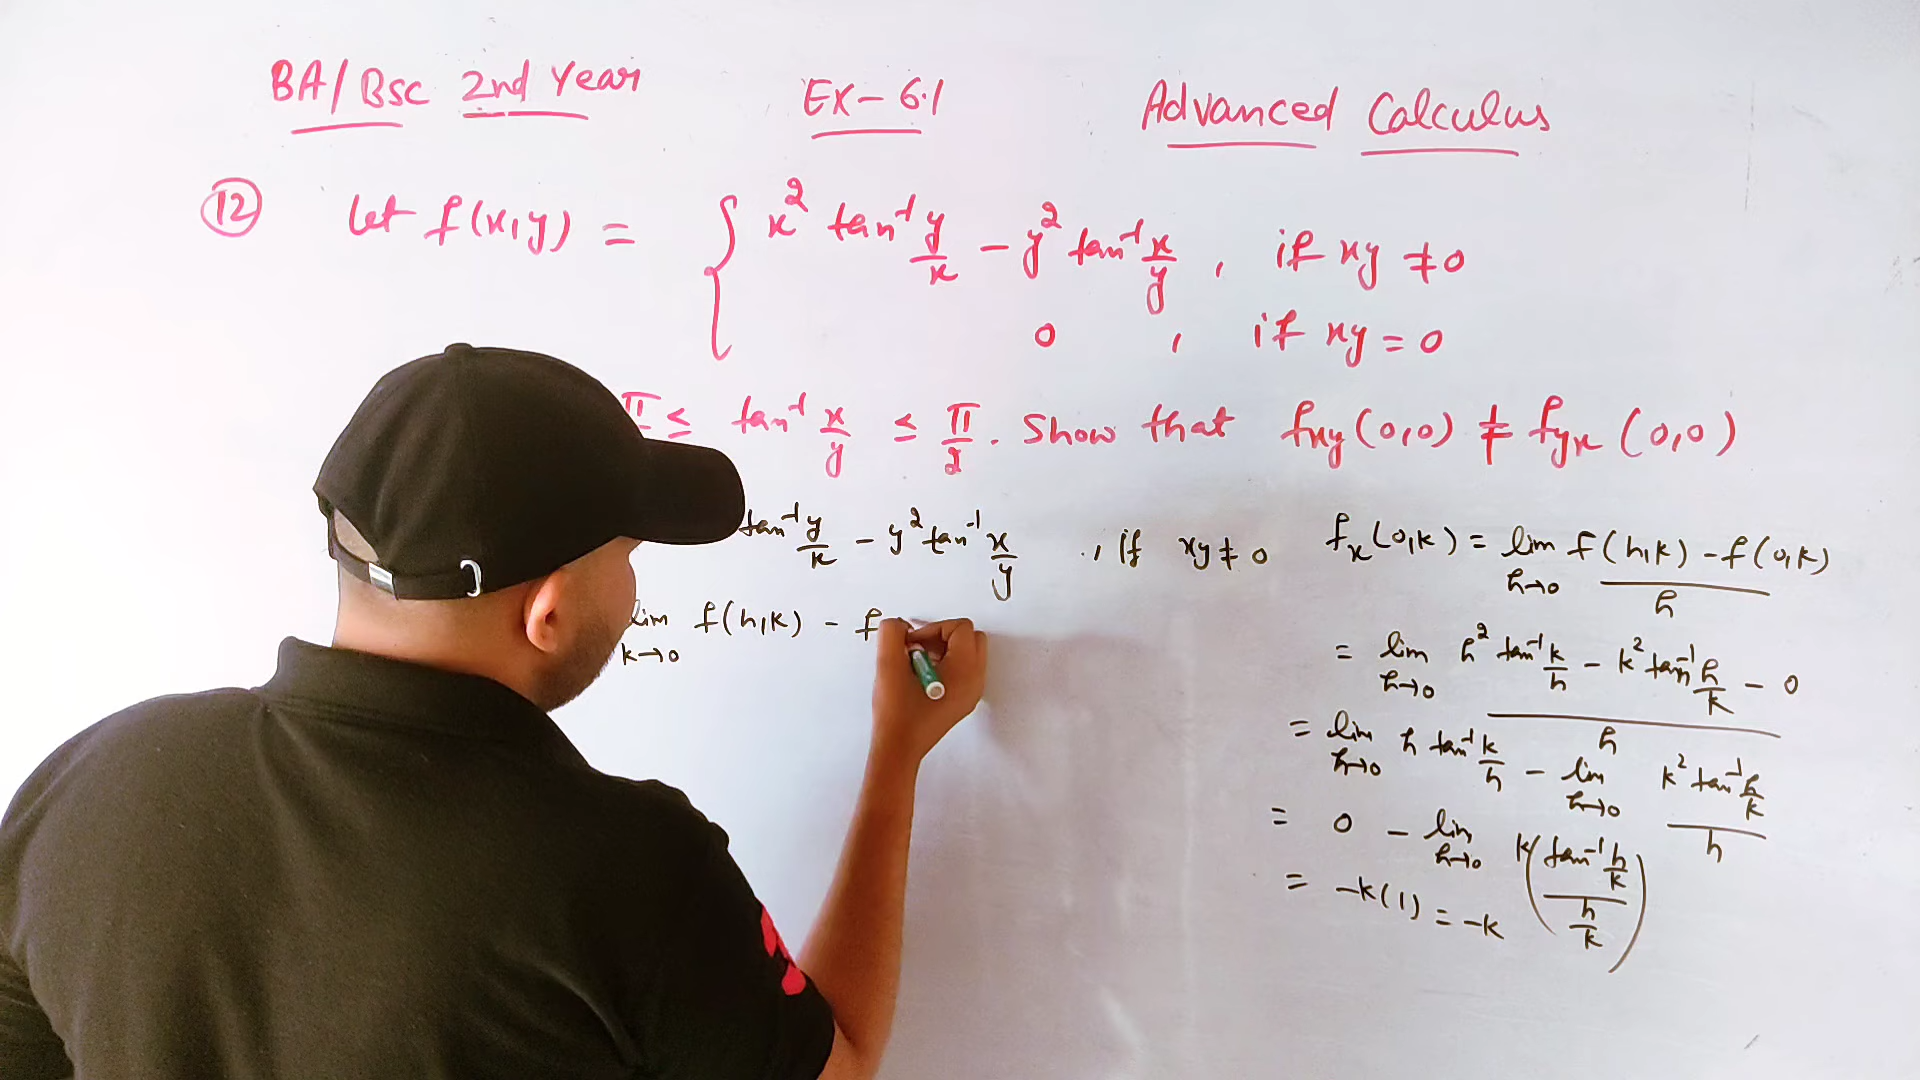 BA/BSc 2nd Year EX-6.1 Advanced Calculus
(12) Let f(x,y) = { x² tan⁻¹ y/x - y² tan⁻¹ x/y , if xy ≠ 0
0 , if xy = 0
π ≤ tan⁻¹ x/y ≤ π/2 . Show that fxy (0,0) ≠ fyx (0,0)
tan⁻¹ y/x - y² tan⁻¹ x/y , if xy ≠ 0
lim k→0 f(h,k) - f
fx(0,k) = lim h→0 f(h,k) - f(0,k) / h
= lim h→0 h² tan⁻¹ k/h - k² tan⁻¹ h/k - 0 / h
= lim h→0 h tan⁻¹ k/h - lim h→0 k² tan⁻¹ h/k / h
= 0 - lim h→0 k ( tan⁻¹ h/k / h/k )
= -k(1) = -k